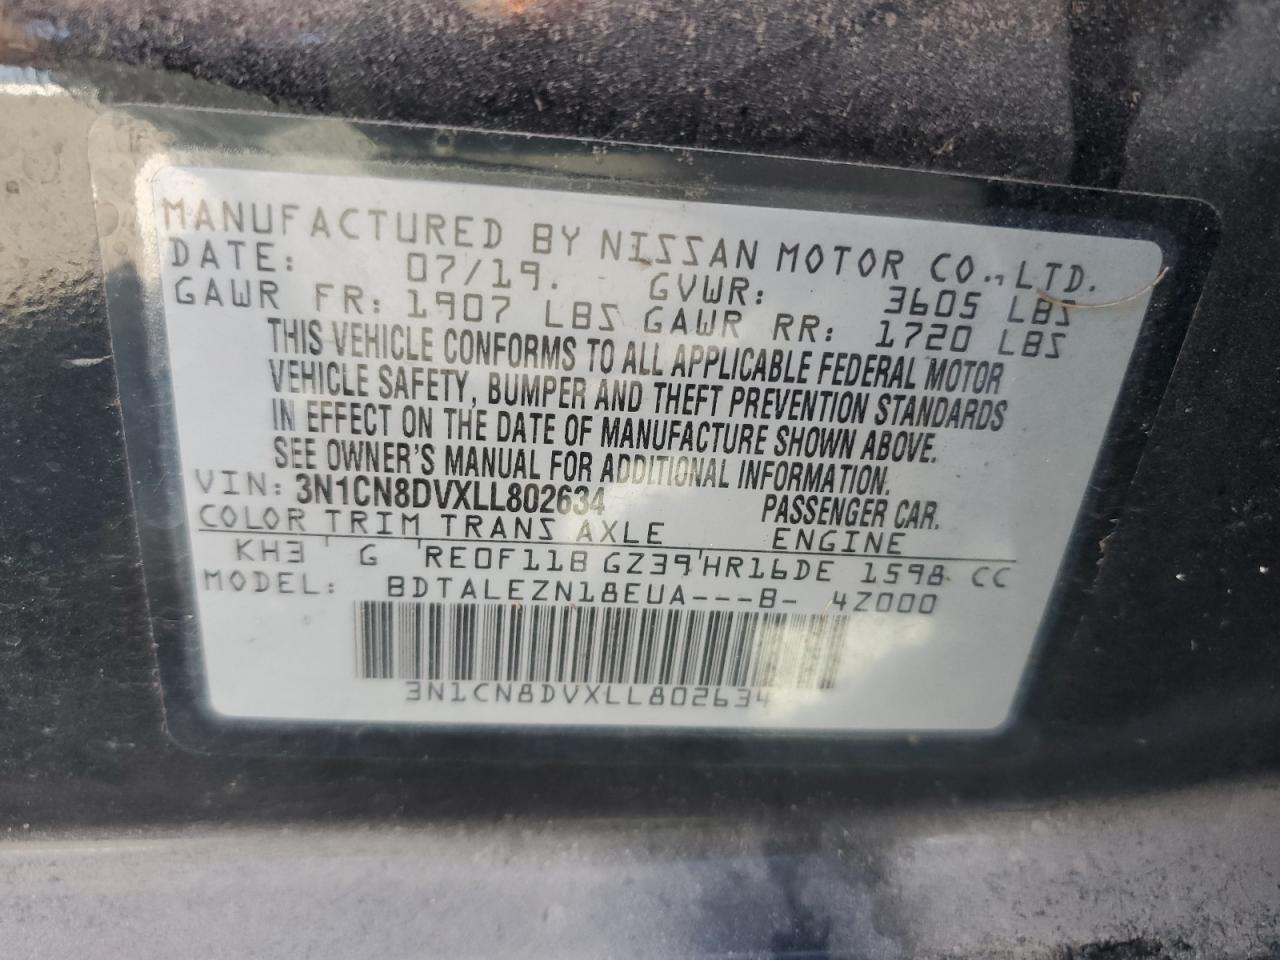 MANUFACTURED BY NISSAN MOTOR CO., LTD.
DATE: 07/19. GVWR: 3605 LBS
GAWR FR: 1907 LBS GAWR RR: 1720 LBS
THIS VEHICLE CONFORMS TO ALL APPLICABLE FEDERAL MOTOR
VEHICLE SAFETY, BUMPER AND THEFT PREVENTION STANDARDS
IN EFFECT ON THE DATE OF MANUFACTURE SHOWN ABOVE.
SEE OWNER'S MANUAL FOR ADDITIONAL INFORMATION.
VIN: 3N1CN8DVXLL802634 PASSENGER CAR.
COLOR TRIM TRANS AXLE ENGINE
KH3 ' G 'RE0F11B GZ39'HR16DE 1598 CC
MODEL: BDTALEZN18EUA---B- 4Z000
3N1CN8DVXLL802634